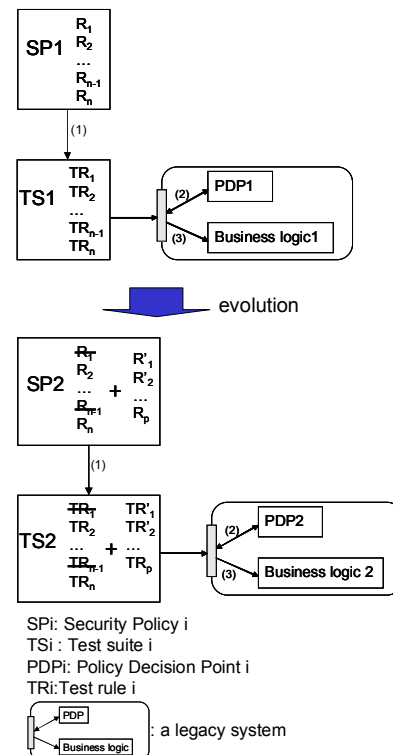 SP1
R1
R2
...
Rn-1
Rn
(1)
TS1
TR1
TR2
...
TRn-1
TRn
(2)
PDP1
(3)
Business logic1
evolution
SP2
R1
R2
...
Rn-1
Rn
+
R'1
R'2
...
Rp
(1)
TS2
TR1
TR2
...
TRn-1
TRn
+
TR'1
TR'2
...
TRp
(2)
PDP2
(3)
Business logic 2
SPi: Security Policy i
TSi : Test suite i
PDPi: Policy Decision Point i
TRi:Test rule i
PDP
Business logic
: a legacy system